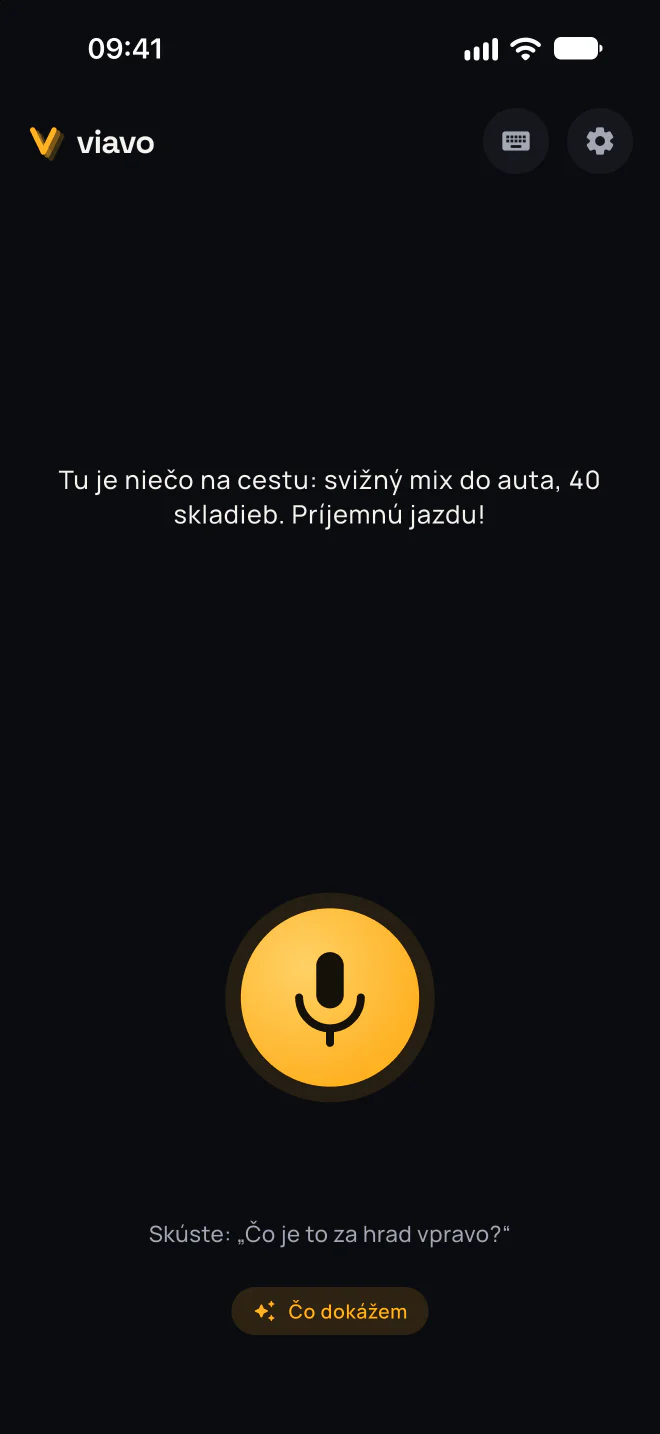 09:41
viavo
Tu je niečo na cestu: svižný mix do auta, 40
skladieb. Príjemnú jazdu!
Skúste: „Čo je to za hrad vpravo?“
Čo dokážem